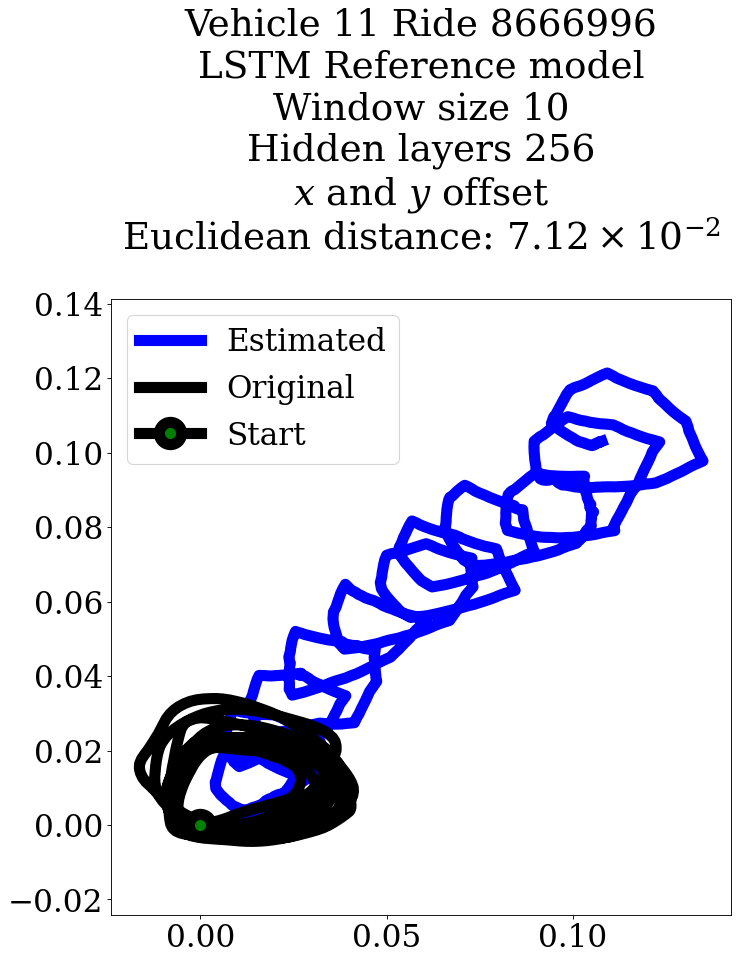 Vehicle 11 Ride 8666996
LSTM Reference model
Window size 10
Hidden layers 256
x and y offset
Euclidean distance: 7.12 × 10⁻²
Estimated
Original
Start
0.14
0.12
0.10
0.08
0.06
0.04
0.02
0.00
−0.02
0.00 0.05 0.10